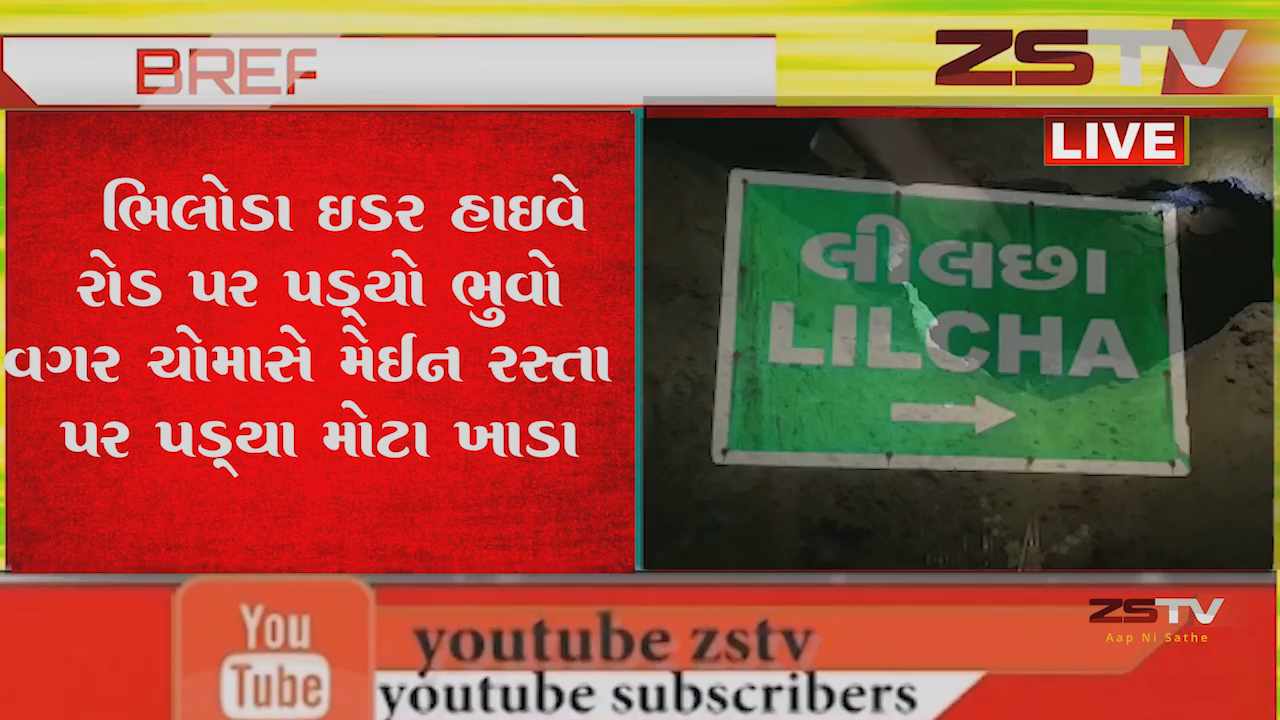 BREF
ZSTV
LIVE
ભિલોડા ઇડર હાઇવે
રોડ પર પડ્યો ભુવો
વગર ચોમાસે મેઈન રસ્તા
પર પડ્યા મોટા ખાડા
લીલછા
LILCHA
You
Tube
youtube zstv
youtube subscribers
ZSTV
Aap Ni Sathe